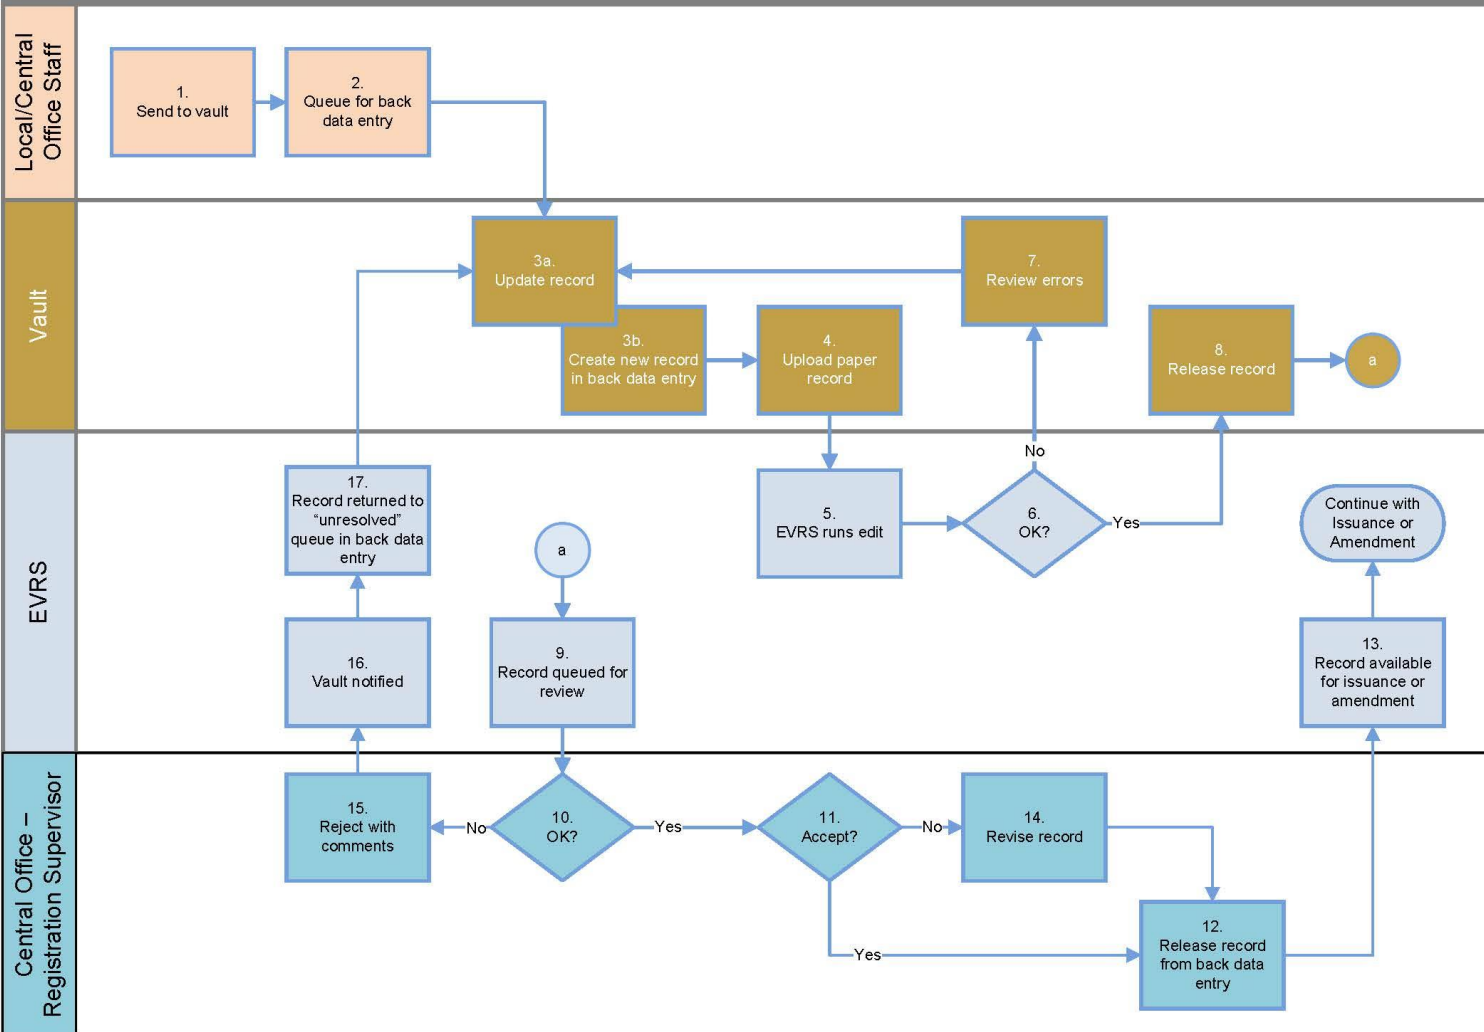 Local/Central
Office Staff
1.
Send to vault
2.
Queue for back
data entry
Vault
3a.
Update record
3b.
Create new record
in back data entry
4.
Upload paper
record
7.
Review errors
8.
Release record
a
EVRS
17.
Record returned to
“unresolved”
queue in back data
entry
a
5.
EVRS runs edit
No
6.
OK?
Yes
Continue with
Issuance or
Amendment
16.
Vault notified
9.
Record queued for
review
13.
Record available
for issuance or
amendment
Central Office –
Registration Supervisor
15.
Reject with
comments
No
10.
OK?
Yes
11.
Accept?
No
14.
Revise record
Yes
12.
Release record
from back data
entry